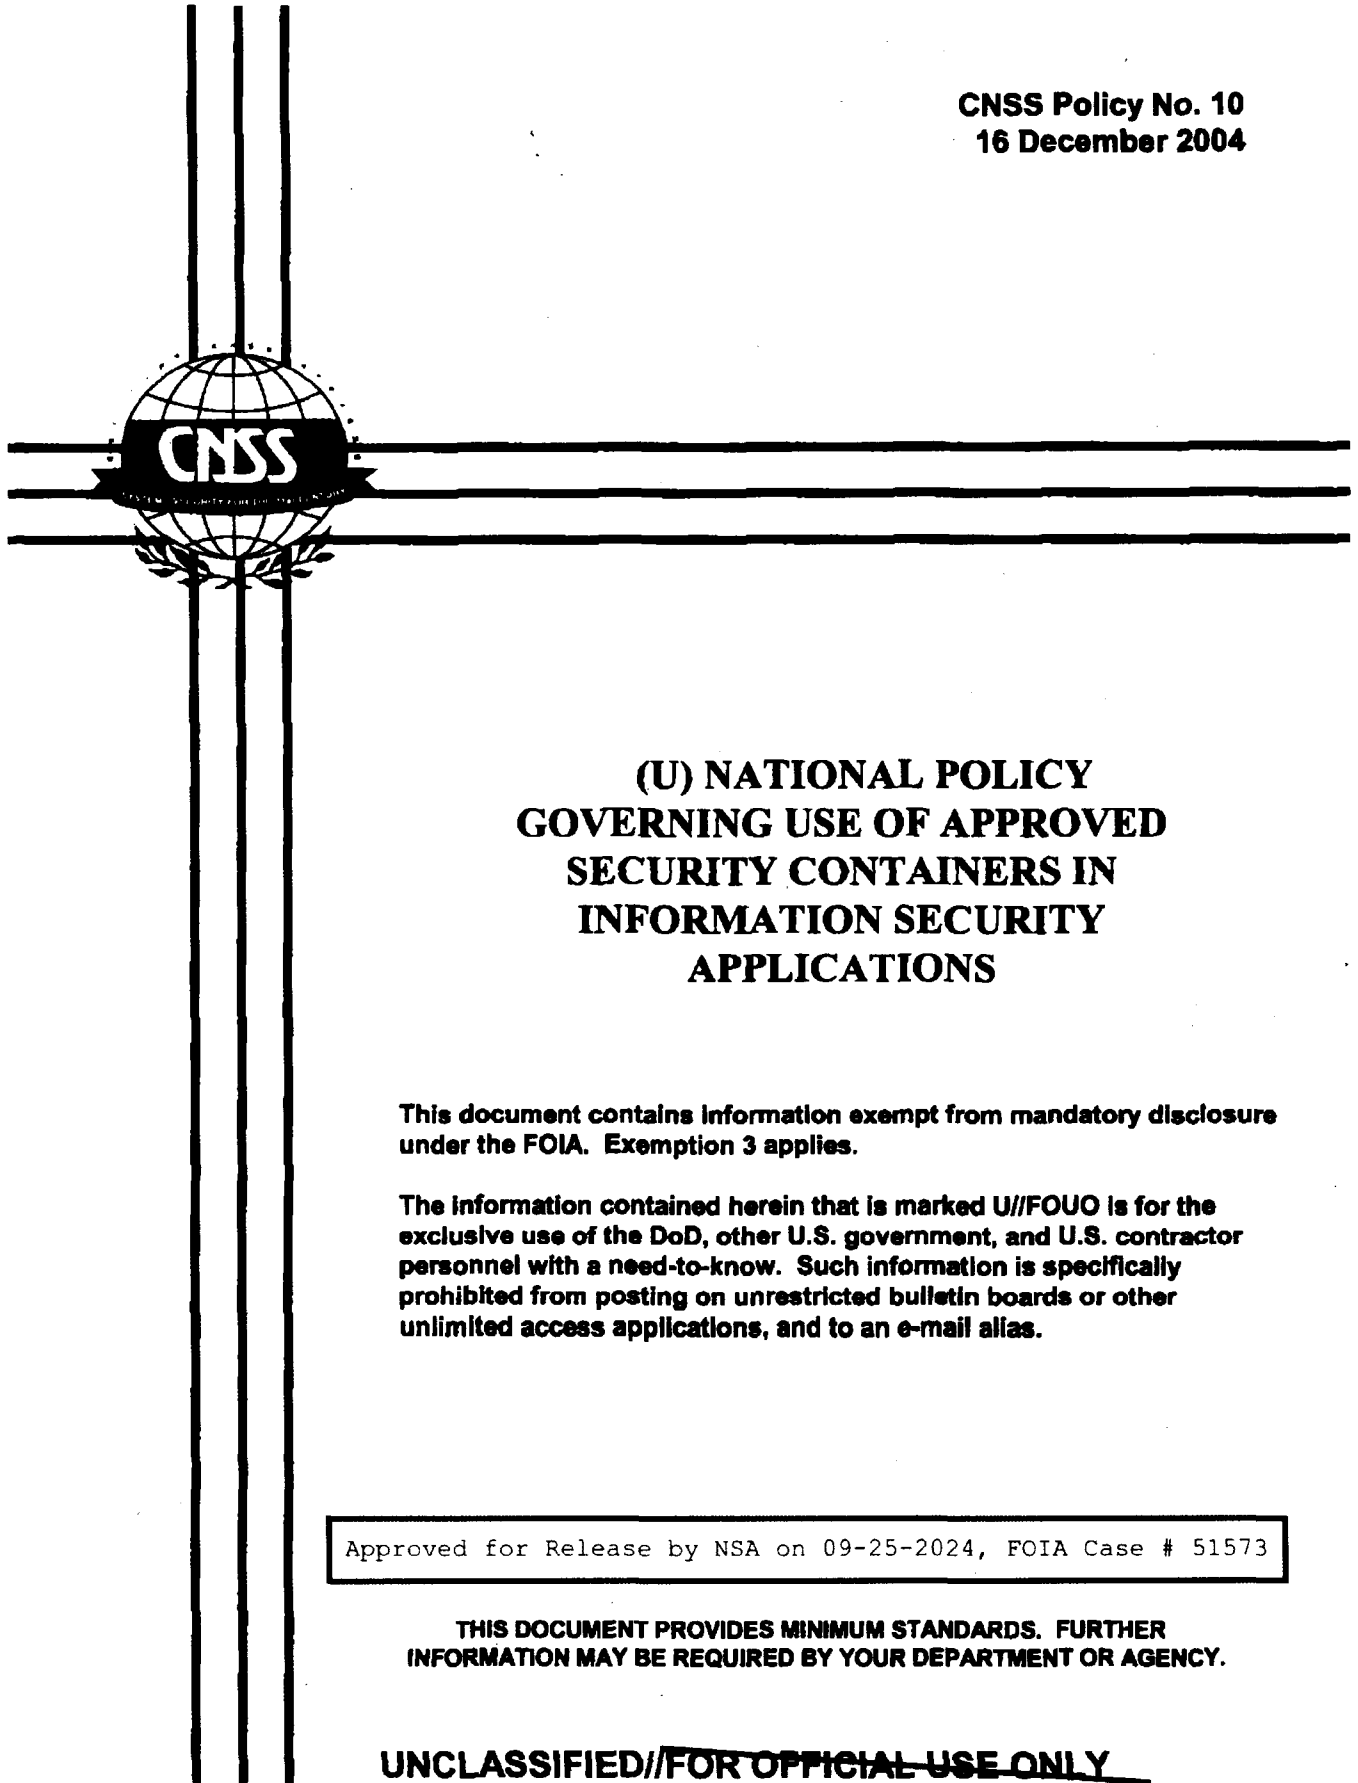 CNSS Policy No. 10
16 December 2004
CNSS
(U) NATIONAL POLICY
GOVERNING USE OF APPROVED
SECURITY CONTAINERS IN
INFORMATION SECURITY
APPLICATIONS
This document contains information exempt from mandatory disclosure
under the FOIA. Exemption 3 applies.
The information contained herein that is marked U//FOUO is for the
exclusive use of the DoD, other U.S. government, and U.S. contractor
personnel with a need-to-know. Such information is specifically
prohibited from posting on unrestricted bulletin boards or other
unlimited access applications, and to an e-mail alias.
Approved for Release by NSA on 09-25-2024, FOIA Case # 51573
THIS DOCUMENT PROVIDES MINIMUM STANDARDS. FURTHER
INFORMATION MAY BE REQUIRED BY YOUR DEPARTMENT OR AGENCY.
UNCLASSIFIED//FOR OFFICIAL USE ONLY